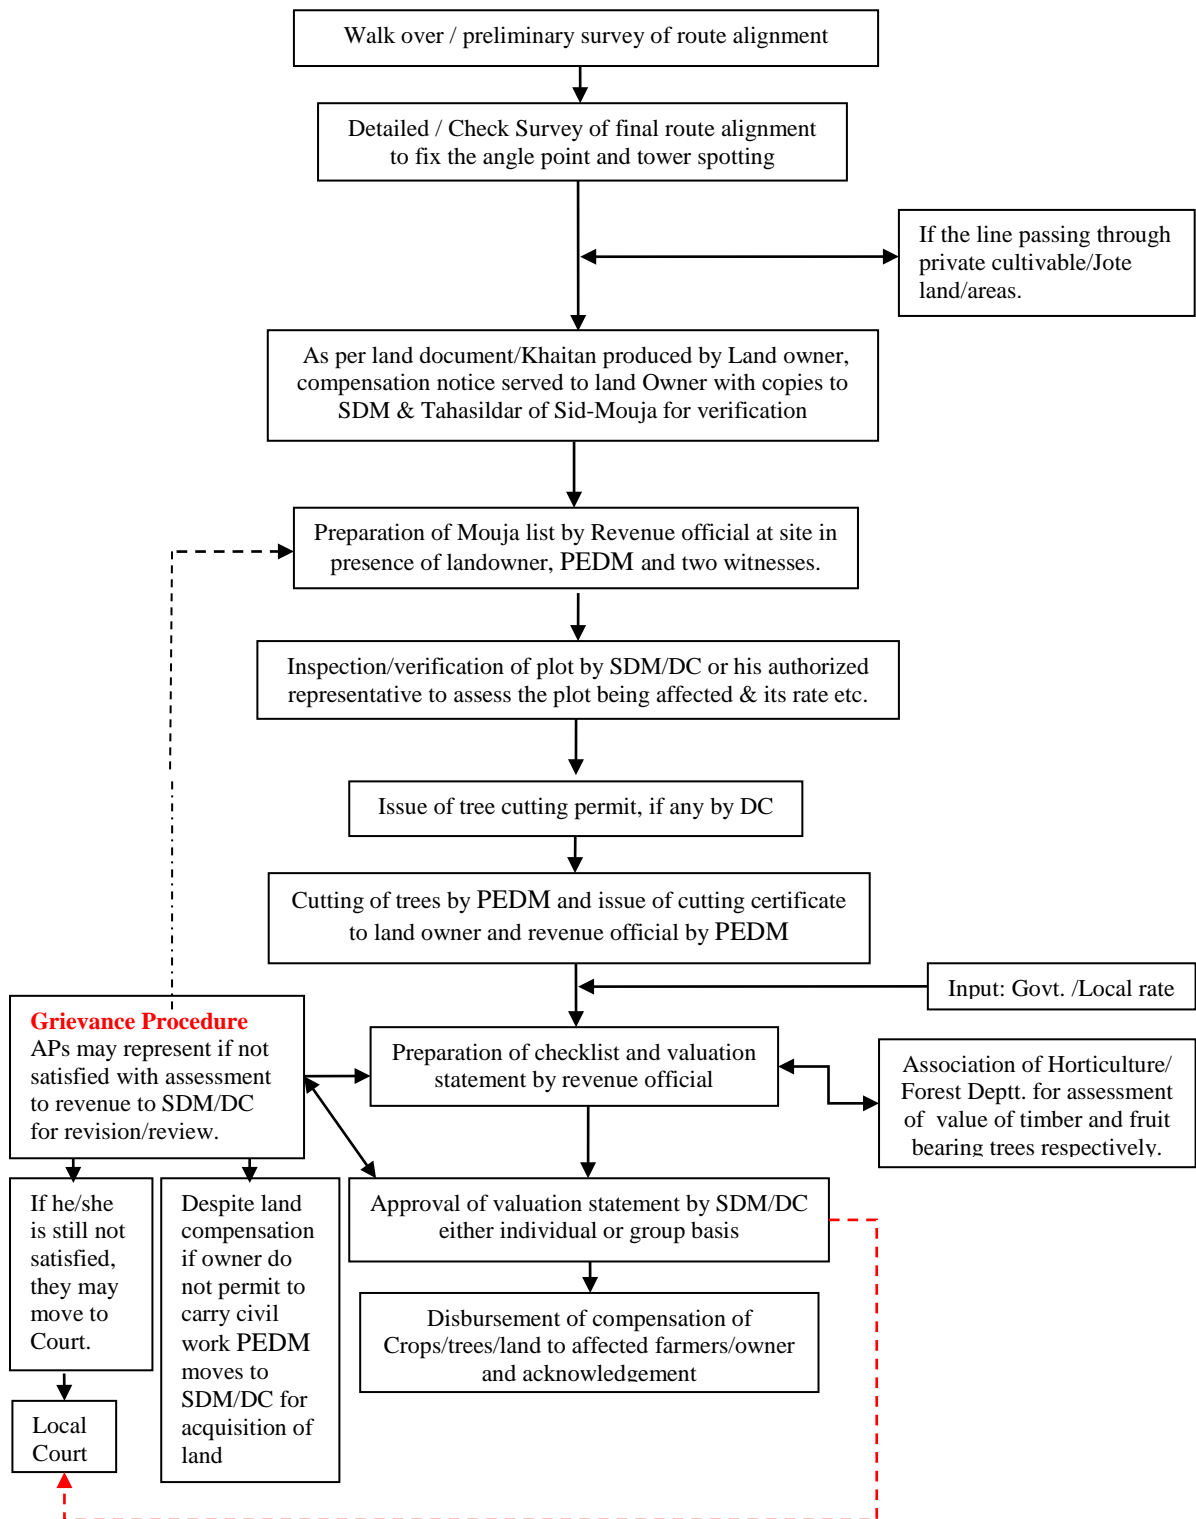 Walk over / preliminary survey of route alignment
Detailed / Check Survey of final route alignment
to fix the angle point and tower spotting
If the line passing through
private cultivable/Jote
land/areas.
As per land document/Khaitan produced by Land owner,
compensation notice served to land Owner with copies to
SDM & Tahasildar of Sid-Mouja for verification
Preparation of Mouja list by Revenue official at site in
presence of landowner, PEDM and two witnesses.
Inspection/verification of plot by SDM/DC or his authorized
representative to assess the plot being affected & its rate etc.
Issue of tree cutting permit, if any by DC
Cutting of trees by PEDM and issue of cutting certificate
to land owner and revenue official by PEDM
Input: Govt. /Local rate
Grievance Procedure
APs may represent if not
satisfied with assessment
to revenue to SDM/DC
for revision/review.
Preparation of checklist and valuation
statement by revenue official
Association of Horticulture/
Forest Deptt. for assessment
of value of timber and fruit
bearing trees respectively.
If he/she
is still not
satisfied,
they may
move to
Court.
Despite land
compensation
if owner do
not permit to
carry civil
work PEDM
moves to
SDM/DC for
acquisition of
land
Approval of valuation statement by SDM/DC
either individual or group basis
Disbursement of compensation of
Crops/trees/land to affected farmers/owner
and acknowledgement
Local
Court